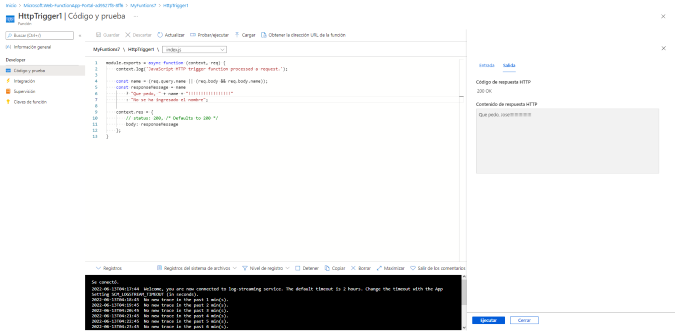 Inicio > Microsoft.Web-FunctionApp-Portal- > MyFuntions7 > HttpTrigger1
HttpTrigger1 | Código y prueba ...
Función
Buscar (Ctrl+/)
Información general
Developer
Código y prueba
Integración
Supervisión
Claves de función
Guardar Descartar Actualizar Probar/ejecutar Cargar Obtener la dirección URL de la función
MyFuntions7 \ HttpTrigger1 \ index.js
1 module.exports = async function (context, req) {
2 context.log('JavaScript HTTP trigger function processed a request.');
3
4 const name = (req.query.name || (req.body && req.body.name));
5 const responseMessage = name
6 ? "Que pedo, " + name +
7 : "No se ha ingresado el nombre";
8
9 context.res = {
10 // status: 200, /* Defaults to 200 */
11 body: responseMessage
12 };
13 }
Entrada Salida
Código de respuesta HTTP
200 OK
Contenido de respuesta HTTP
Que pedo,
Registros Registros del sistema de archivos Nivel de registro Detener Copiar Borrar Maximizar Salir de los comentarios
Se conectó.
2022-06-13T04:17:44 Welcome, you are now connected to log-streaming service. The default timeout is 2 hours. Change the timeout with the App
Setting SCM_LOGSTREAM_TIMEOUT (in seconds).
2022-06-13T04:18:45 No new trace in the past 1 min(s).
2022-06-13T04:19:45 No new trace in the past 2 min(s).
2022-06-13T04:20:45 No new trace in the past 3 min(s).
2022-06-13T04:21:45 No new trace in the past 4 min(s).
2022-06-13T04:22:45 No new trace in the past 5 min(s).
2022-06-13T04:23:45 No new trace in the past 6 min(s).
Ejecutar Cerrar